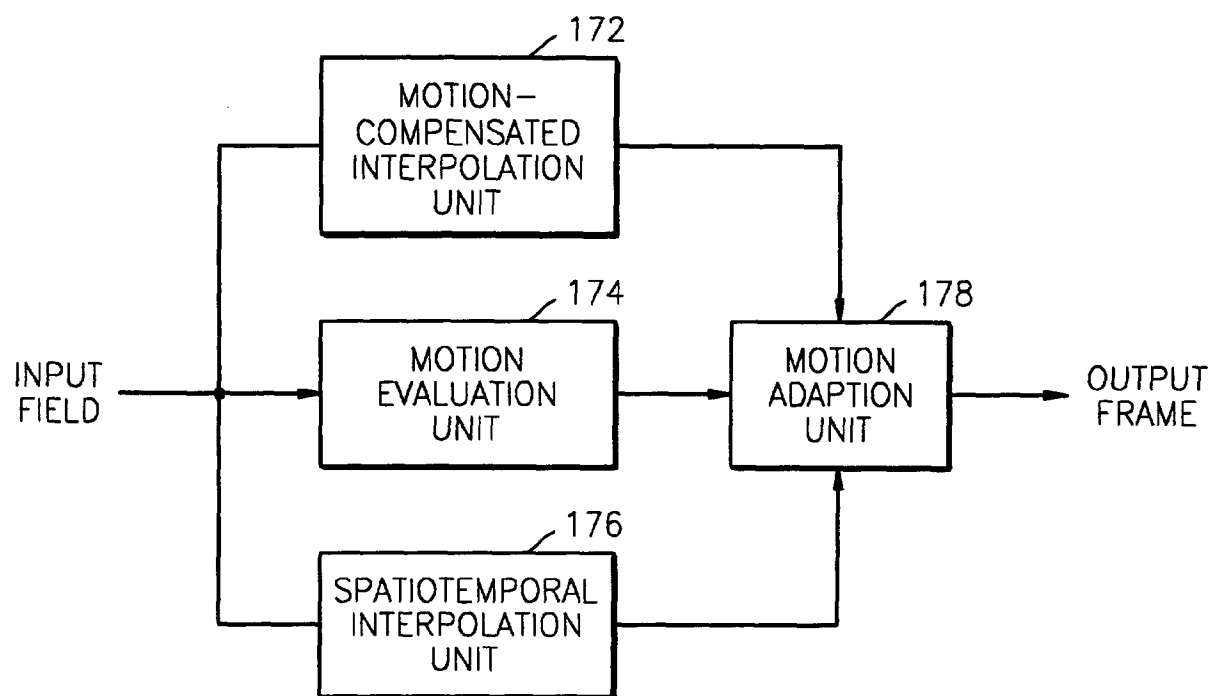 172
MOTION-
COMPENSATED
INTERPOLATION
UNIT
174
MOTION
EVALUATION
UNIT
178
MOTION
ADAPTION
UNIT
INPUT
FIELD
OUTPUT
FRAME
176
SPATIOTEMPORAL
INTERPOLATION
UNIT